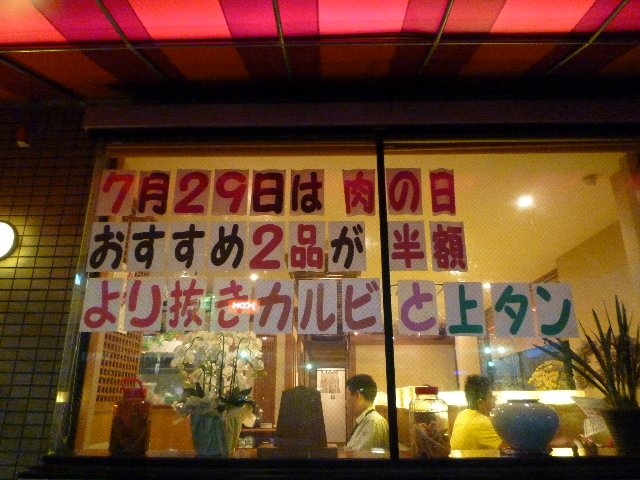 7月29日は 肉の日
おすすめ2品が 半額
より抜きカルビと上タン